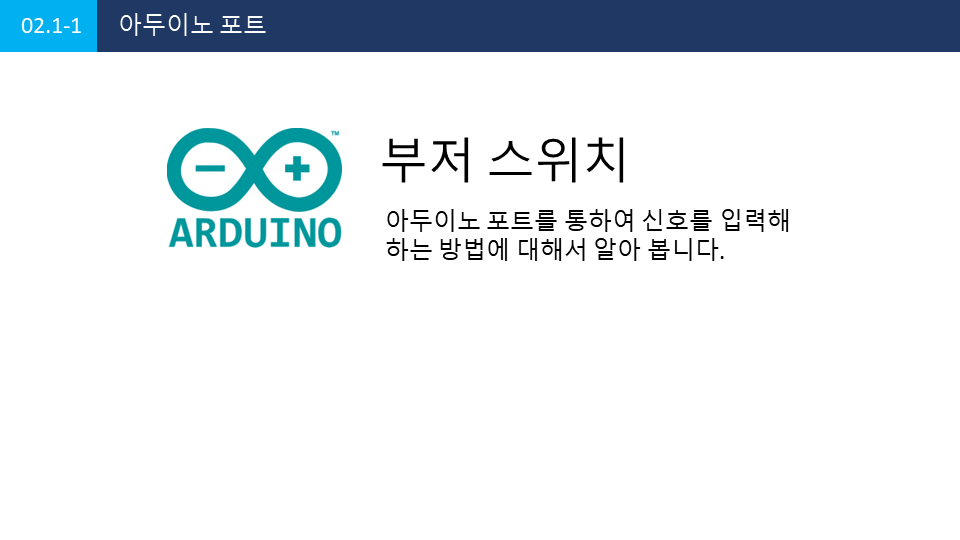 02.1-1 아두이노 포트
부저 스위치
아두이노 포트를 통하여 신호를 입력해
하는 방법에 대해서 알아 봅니다.
TM
ARDUINO